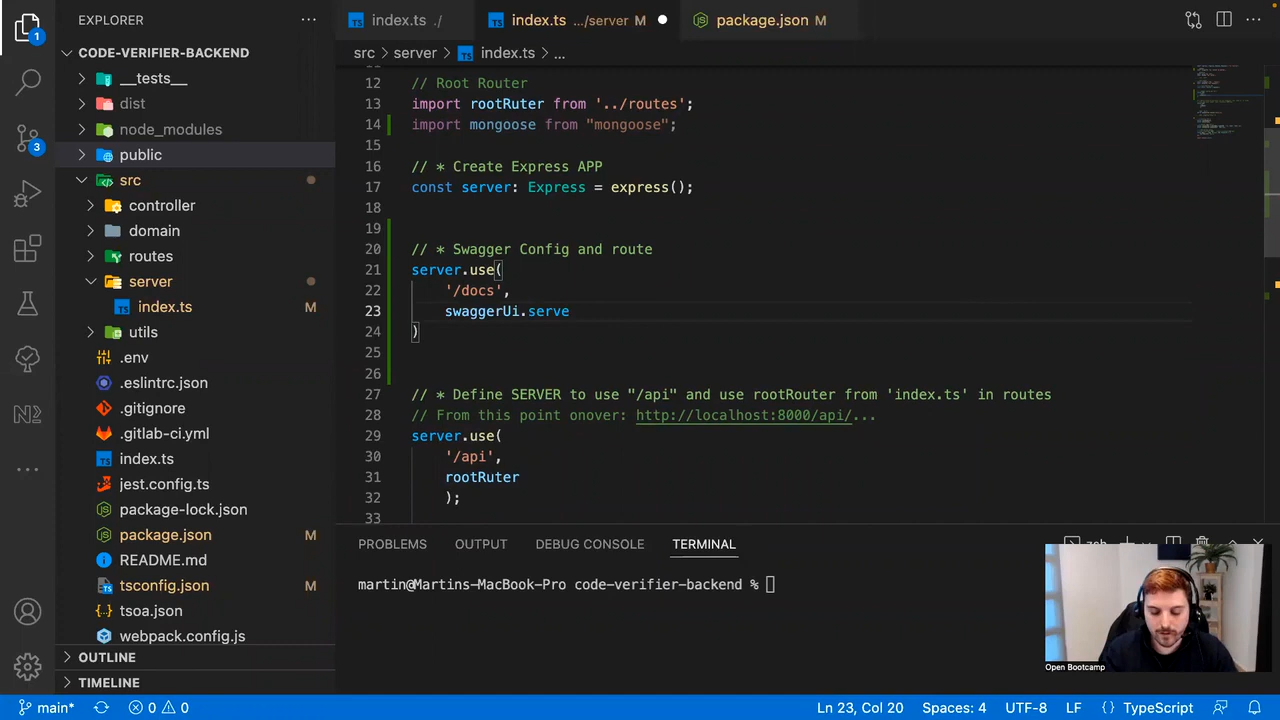 EXPLORER
CODE-VERIFIER-BACKEND
__tests__
dist
node_modules
public
src
controller
domain
routes
server
index.ts M
utils
.env
.eslintrc.json
.gitignore
.gitlab-ci.yml
index.ts
jest.config.ts
package-lock.json
package.json M
README.md
tsconfig.json M
tsoa.json
webpack.config.js
OUTLINE
TIMELINE
1
3
index.ts ./
index.ts .../server M
package.json M
src server index.ts ...
12 // Root Router
13 import rootRuter from '../routes';
14 import mongoose from "mongoose";
15
16 // * Create Express APP
17 const server: Express = express();
18
19
20 // * Swagger Config and route
21 server.use(
22 '/docs',
23 swaggerUi.serve
24 )
25
26
27 // * Define SERVER to use "/api" and use rootRouter from 'index.ts' in routes
28 // From this point onover: http://localhost:8000/api/...
29 server.use(
30 '/api',
31 rootRuter
32 );
33
PROBLEMS OUTPUT DEBUG CONSOLE TERMINAL
martin@Martins-MacBook-Pro code-verifier-backend %
Open Bootcamp
main* 0 0 Ln 23, Col 20 Spaces: 4 UTF-8 LF {} TypeScript